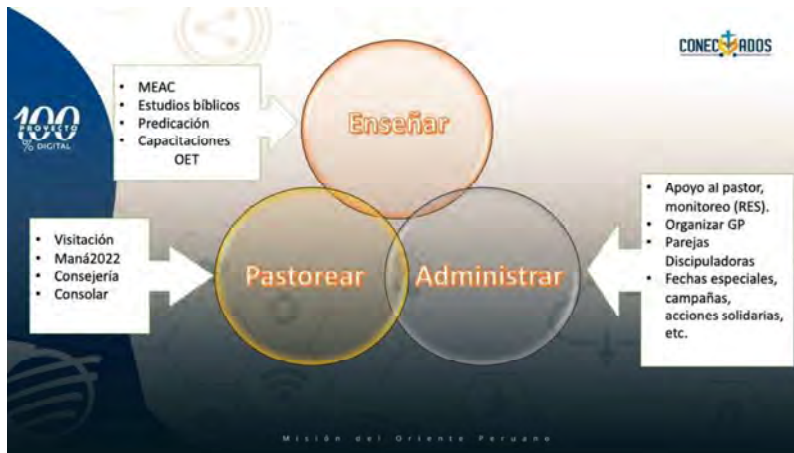 CONECTADOS
100
PROYECTO
% DIGITAL
• MEAC
• Estudios bíblicos
• Predicación
• Capacitaciones
OET
Enseñar
• Visitación
• Maná2022
• Consejería
• Consolar
Pastorear
Administrar
• Apoyo al pastor,
monitoreo (RES).
• Organizar GP
• Parejas
Discipuladoras
• Fechas especiales,
campañas,
acciones solidarias,
etc.
Misión del Oriente Peruano